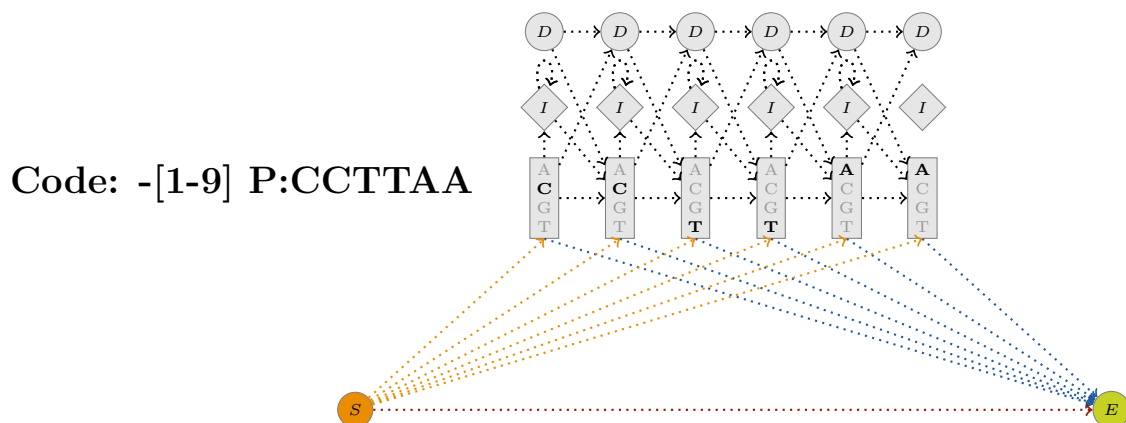 D D D D D D
I I I I I I
Code: -[1-9] P:CCTTAA
A A A A A A
C C C C C C
G G G G G G
T T T T T T
S E